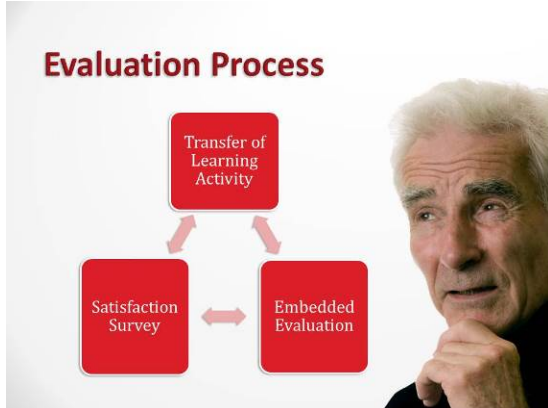 Evaluation Process
Transfer of
Learning
Activity
Satisfaction
Survey
Embedded
Evaluation